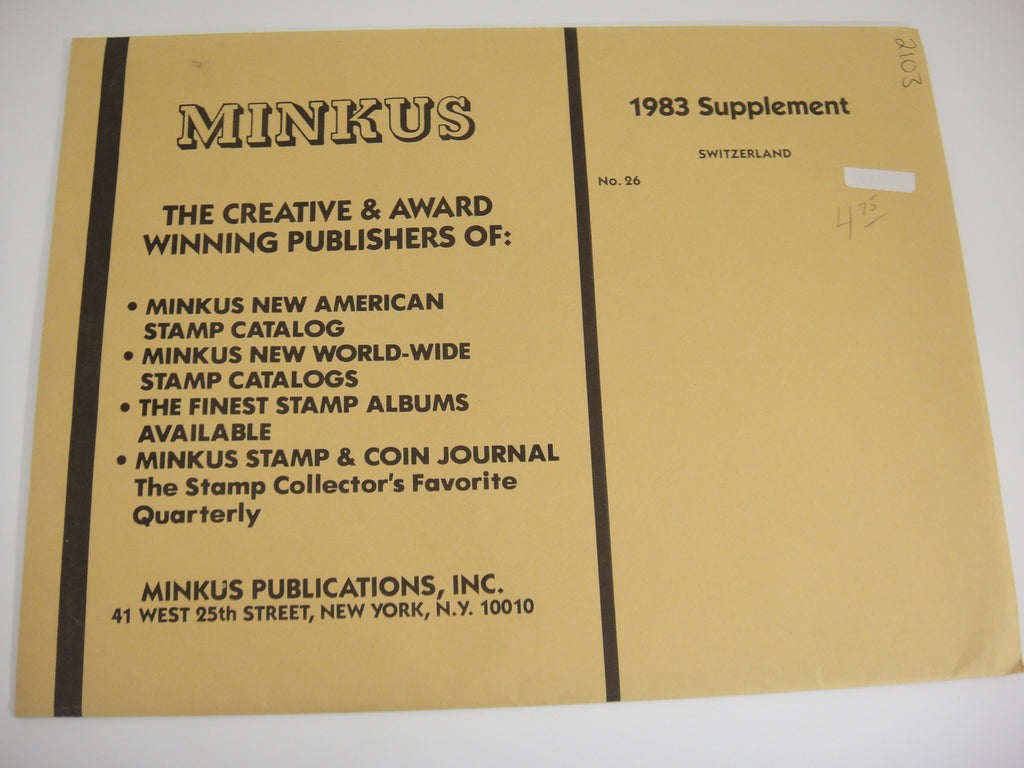 MINKUS
THE CREATIVE & AWARD
WINNING PUBLISHERS OF:
• MINKUS NEW AMERICAN
STAMP CATALOG
• MINKUS NEW WORLD-WIDE
STAMP CATALOGS
• THE FINEST STAMP ALBUMS
AVAILABLE
• MINKUS STAMP & COIN JOURNAL
The Stamp Collector's Favorite
Quarterly
MINKUS PUBLICATIONS, INC.
41 WEST 25th STREET, NEW YORK, N.Y. 10010
2103
1983 Supplement
SWITZERLAND
No. 26
4 75